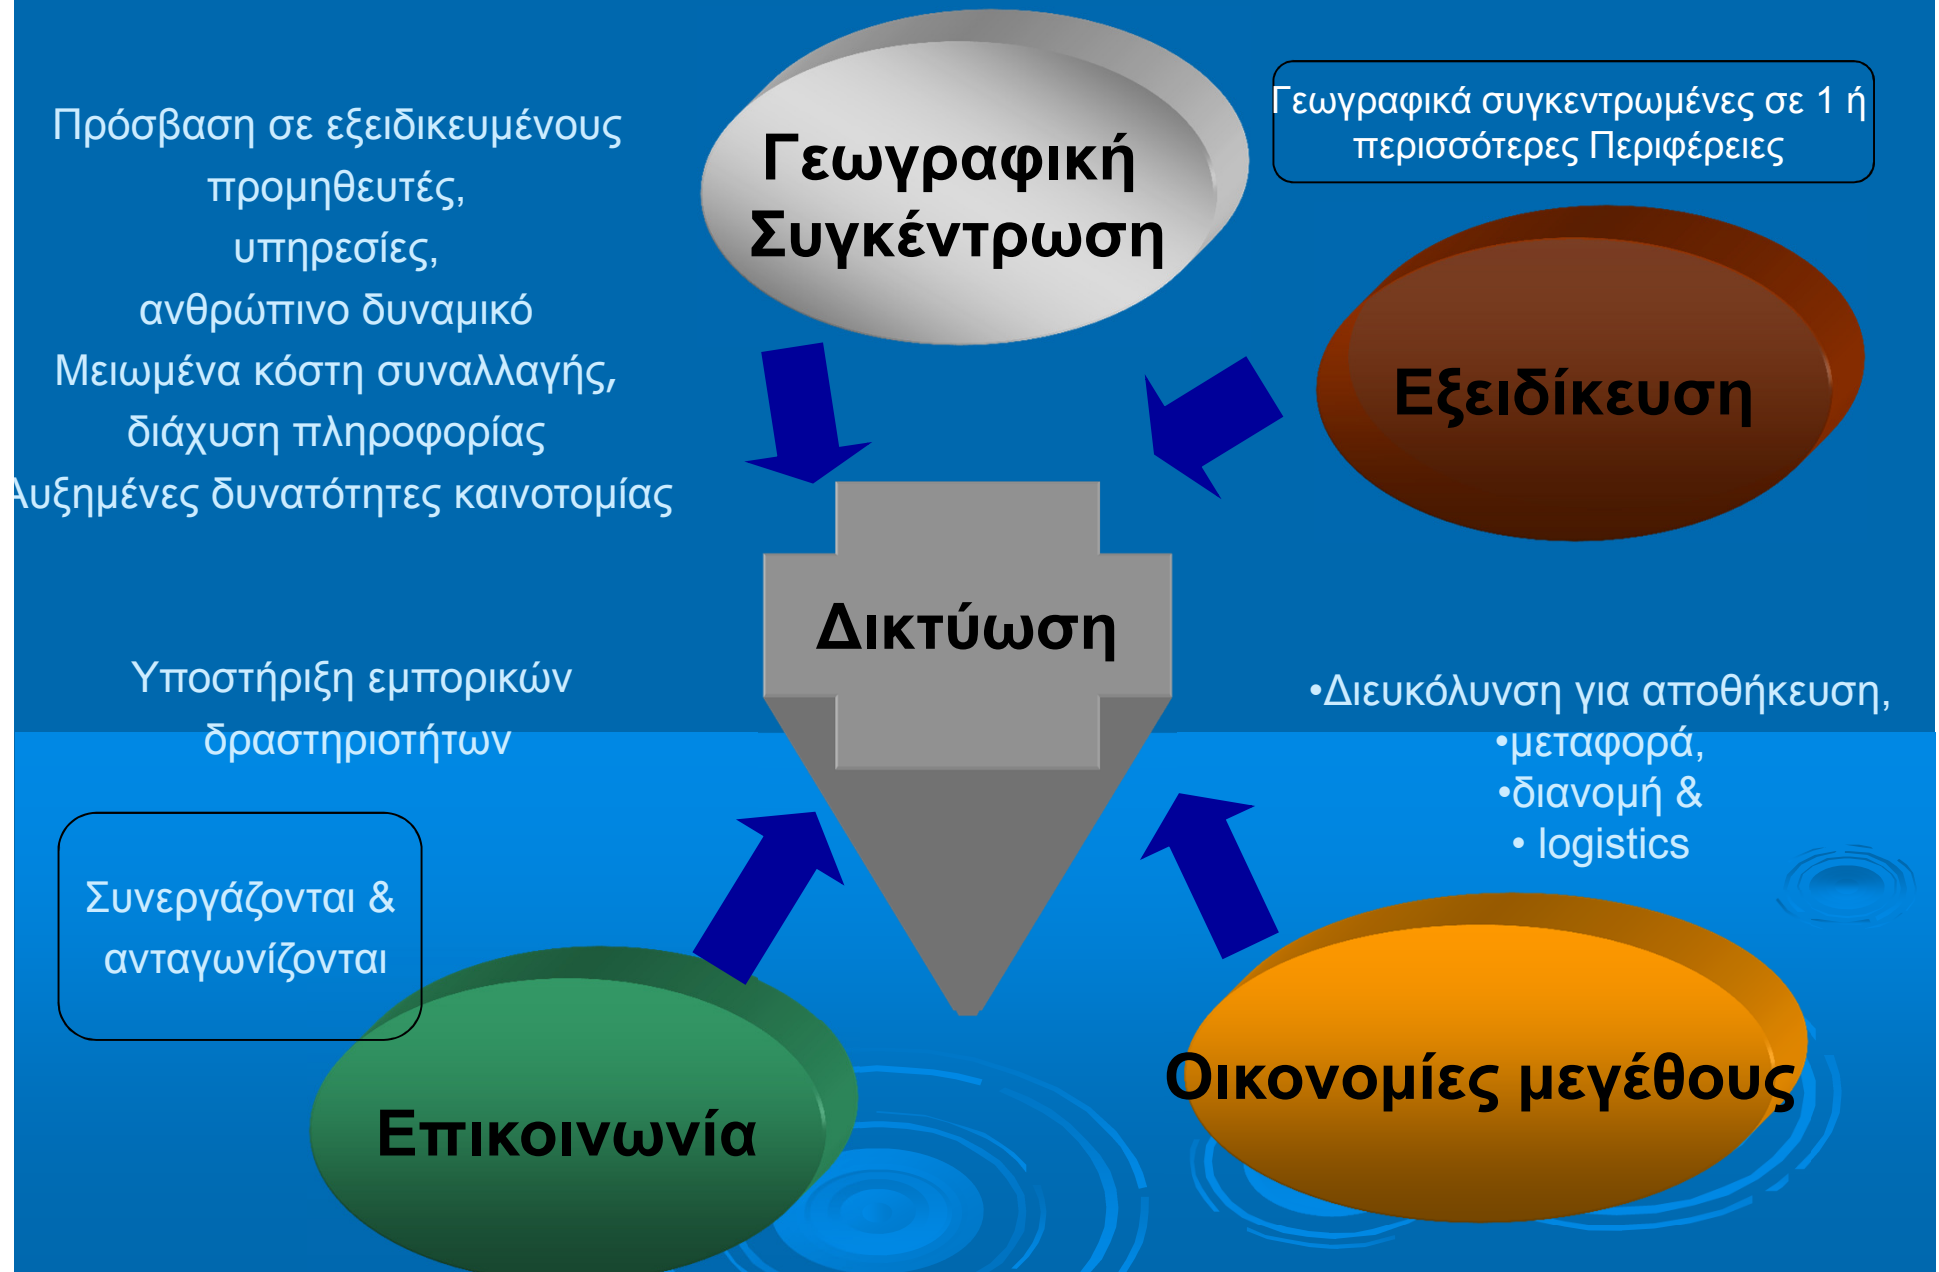 Γεωγραφική
Συγκέντρωση
Γεωγραφικά συγκεντρωμένες σε 1 ή
περισσότερες Περιφέρειες
Πρόσβαση σε εξειδικευμένους
προμηθευτές,
υπηρεσίες,
ανθρώπινο δυναμικό
Μειωμένα κόστη συναλλαγής,
διάχυση πληροφορίας
Αυξημένες δυνατότητες καινοτομίας
Εξειδίκευση
Δικτύωση
Υποστήριξη εμπορικών
δραστηριοτήτων
•Διευκόλυνση για αποθήκευση,
•μεταφορά,
•διανομή &
• logistics
Συνεργάζονται &
ανταγωνίζονται
Επικοινωνία
Οικονομίες μεγέθους